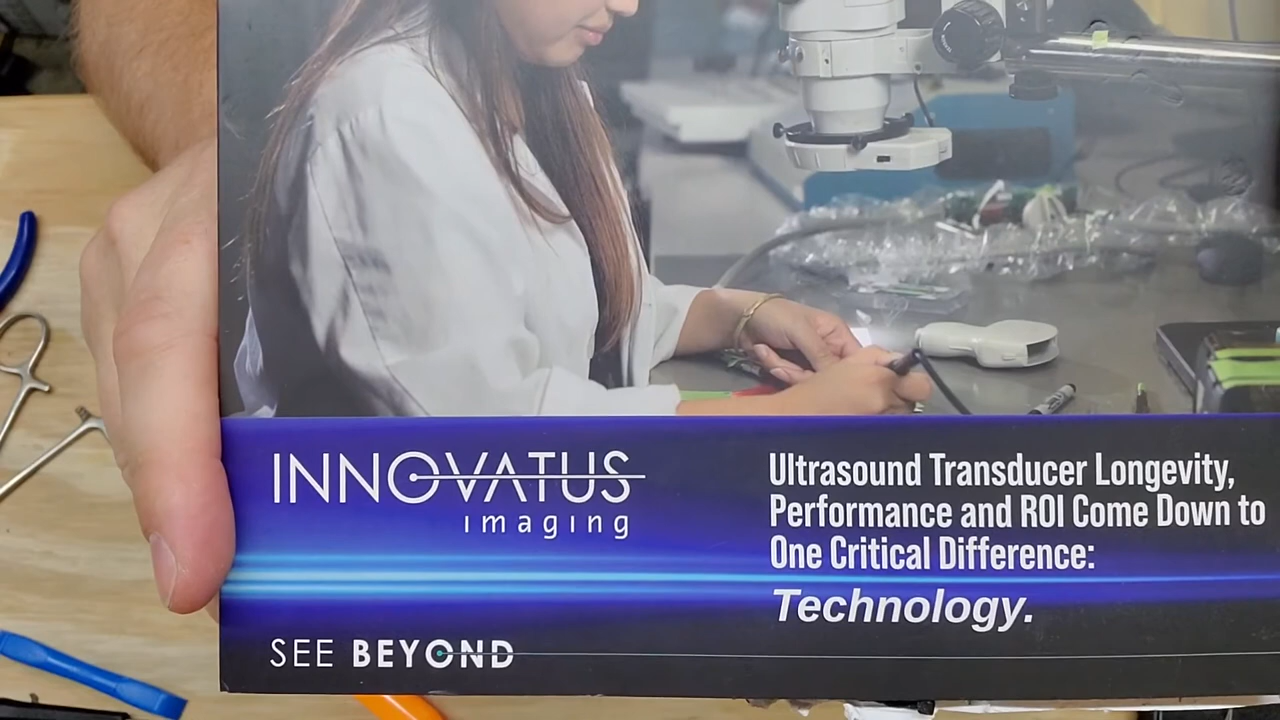 INNOVATUS
imaging
SEE BEYOND
Ultrasound Transducer Longevity,
Performance and ROI Come Down to
One Critical Difference:
Technology.